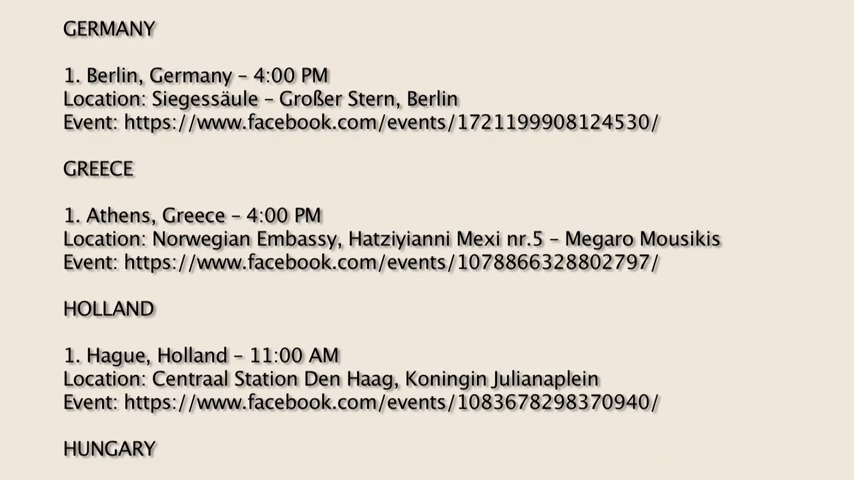 GERMANY
1. Berlin, Germany – 4:00 PM
Location: Siegessäule – Großer Stern, Berlin
Event: https://www.facebook.com/events/1721199908124530/
GREECE
1. Athens, Greece – 4:00 PM
Location: Norwegian Embassy, Hatziyianni Mexi nr.5 – Megaro Mousikis
Event: https://www.facebook.com/events/1078866328802797/
HOLLAND
1. Hague, Holland – 11:00 AM
Location: Centraal Station Den Haag, Koningin Julianaplein
Event: https://www.facebook.com/events/1083678298370940/
HUNGARY